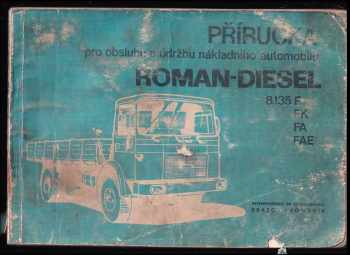 PŘÍRUČKA
pro obsluhu a údržbu nákladního automobilu
ROMAN-DIESEL
8.135 F
FK
FA
FAE